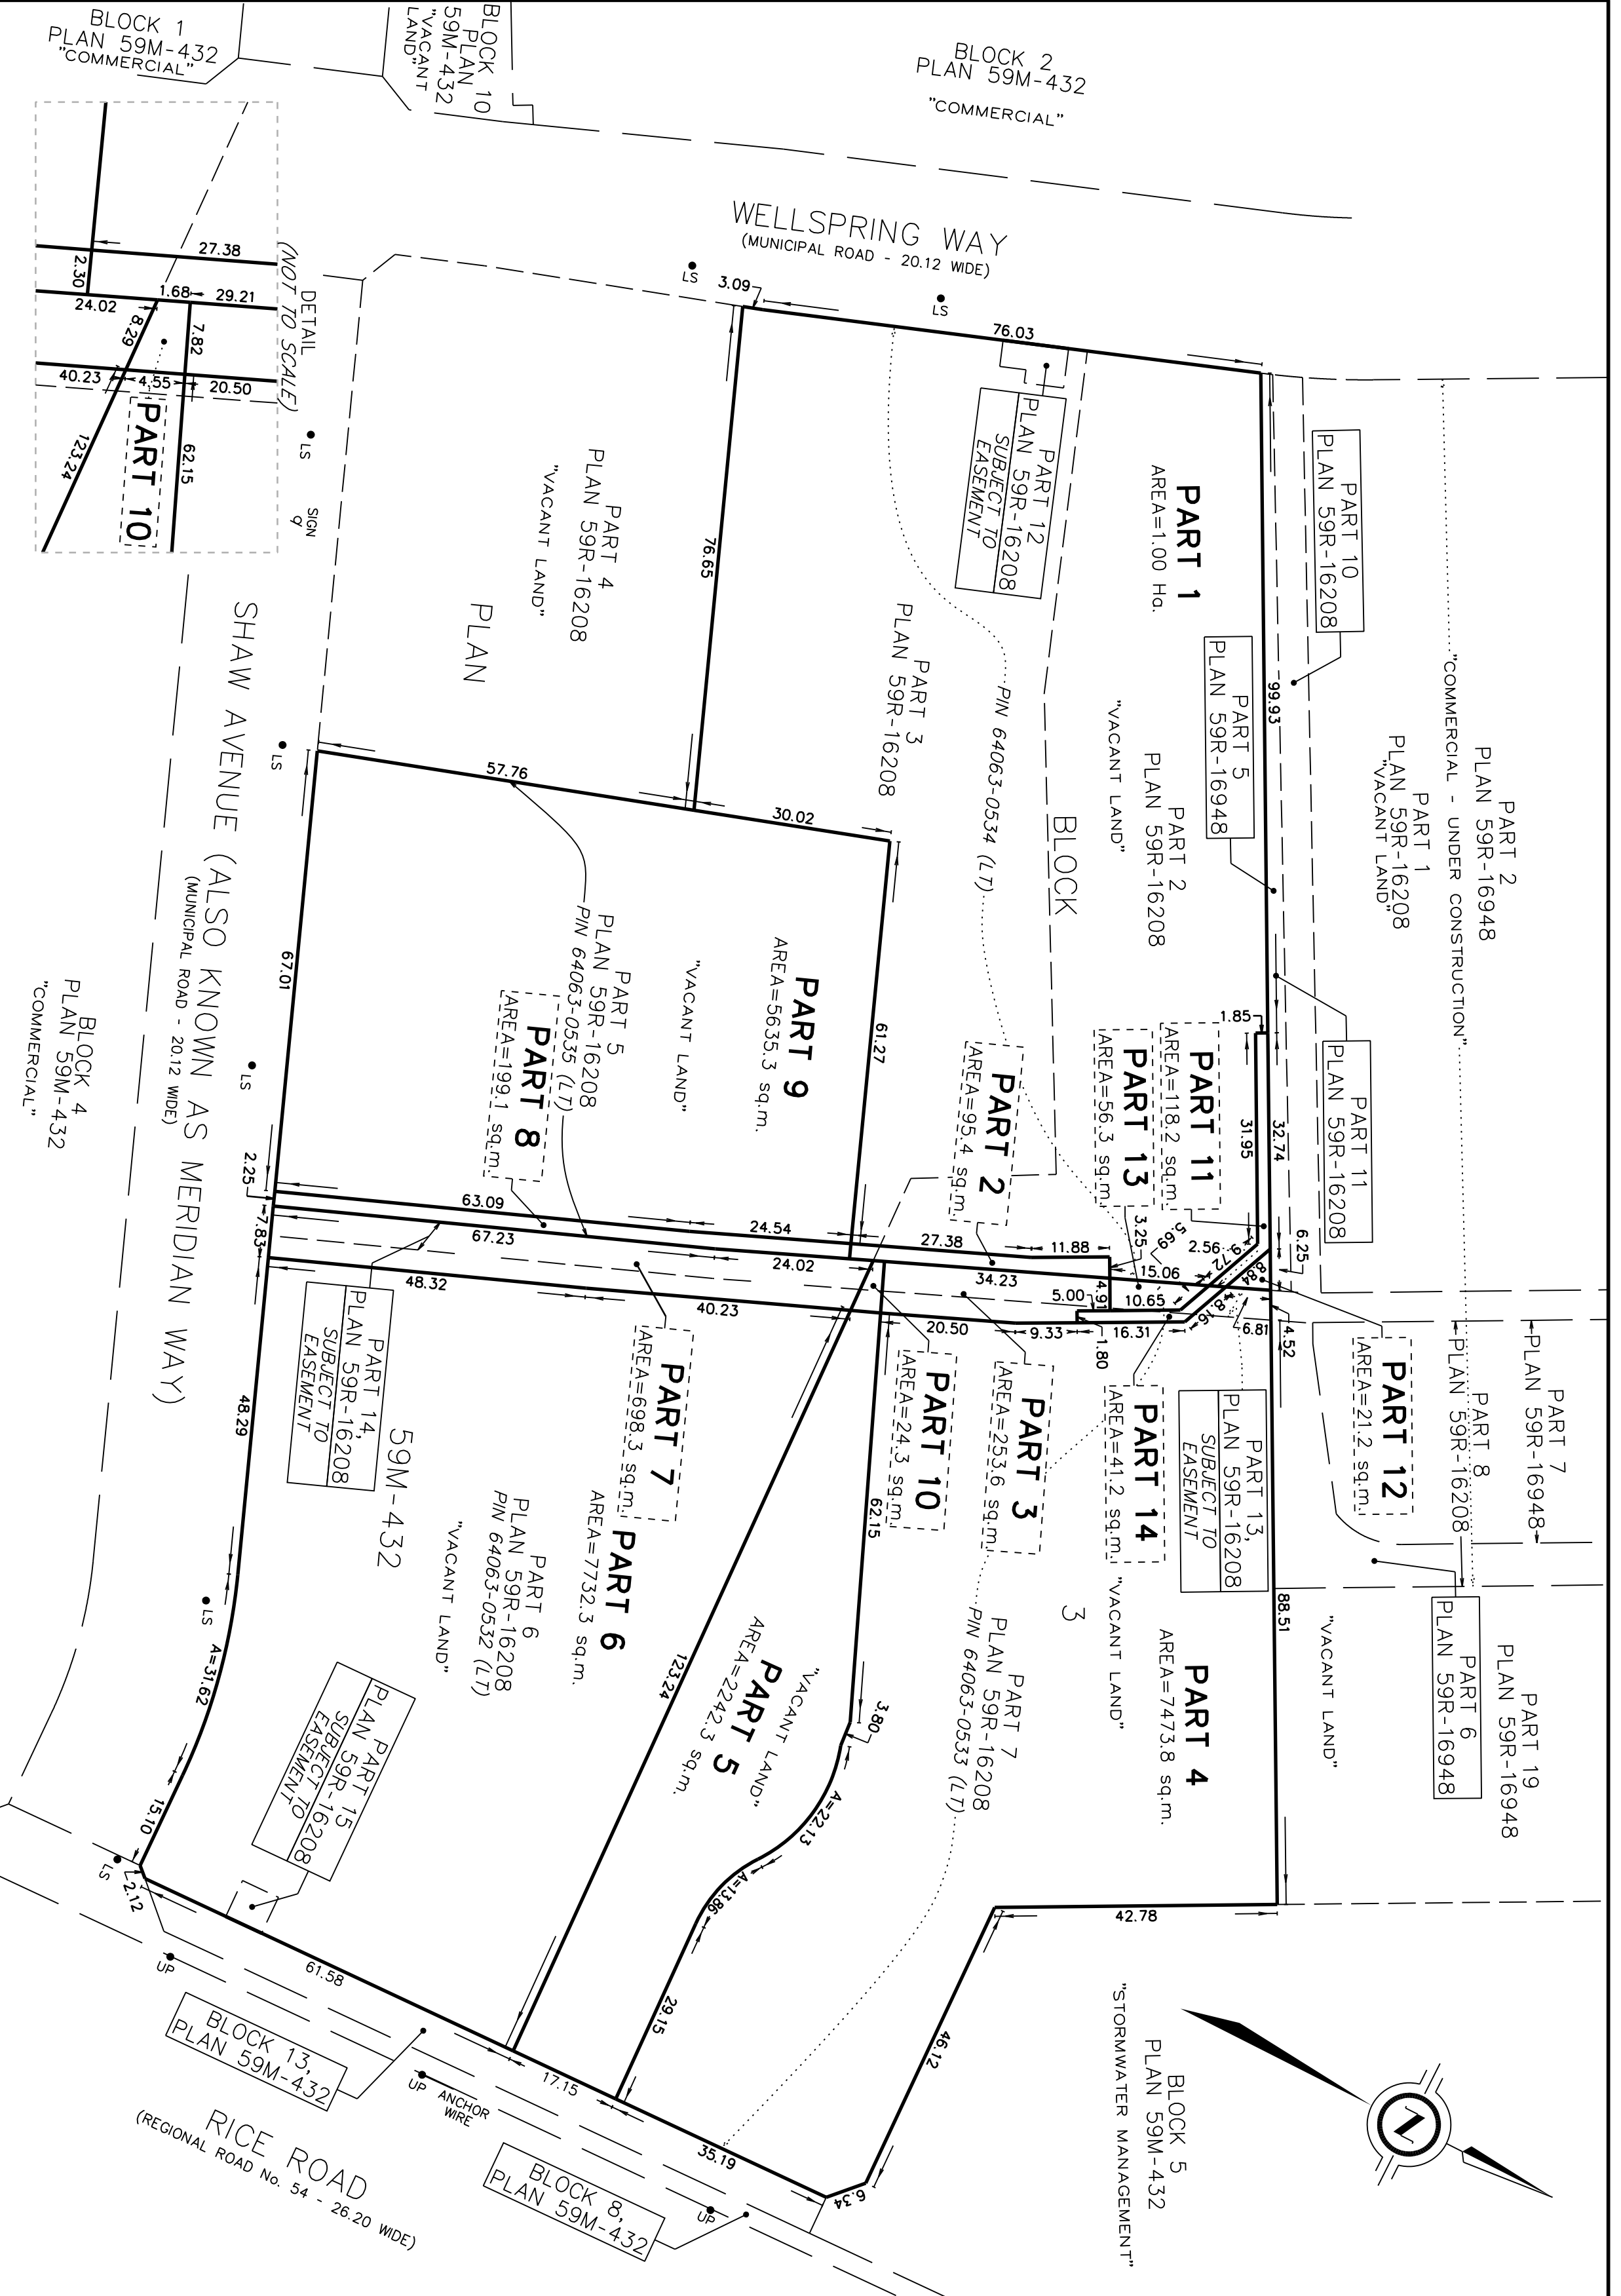 BLOCK 1
PLAN 59M-432
"COMMERCIAL"
BLOCK 10
PLAN
59M-432
"VACANT
LAND"
BLOCK 2
PLAN 59M-432
"COMMERCIAL"
WELLSPRING WAY
(MUNICIPAL ROAD - 20.12 WIDE)
LS
LS
3.09
76.03
27.38
2.30
24.02
1.68
29.21
8.29
7.82
40.23
4.55
20.50
123.24
62.15
PART 10
DETAIL
(NOT TO SCALE)
LS
SIGN
PART 4
PLAN 59R-16208
"VACANT LAND"
PLAN
76.65
PART 12
PLAN 59R-16208
SUBJECT TO
EASEMENT
PART 1
AREA=1.00 Ha.
PART 10
PLAN 59R-16208
PART 5
PLAN 59R-16948
99.93
PART 3
PLAN 59R-16208
PIN 64063-0534 (LT)
"VACANT LAND"
PART 2
PLAN 59R-16208
BLOCK
"COMMERCIAL - UNDER CONSTRUCTION"
PART 2
PLAN 59R-16948
PART 1
PLAN 59R-16208
"VACANT LAND"
SHAW AVENUE (ALSO KNOWN AS MERIDIAN WAY)
(MUNICIPAL ROAD - 20.12 WIDE)
LS
LS
57.76
30.02
67.01
61.27
PART 5
PLAN 59R-16208
PIN 64063-0535 (LT)
"VACANT LAND"
PART 9
AREA=5635.3 sq.m.
PART 8
AREA=199.1 sq.m.
BLOCK 4
PLAN 59M-432
"COMMERCIAL"
PART 2
AREA=95.4 sq.m.
PART 13
AREA=56.3 sq.m.
PART 11
AREA=118.2 sq.m.
1.85
31.95
32.74
PART 11
PLAN 59R-16208
2.25
7.83
63.09
67.23
24.54
24.02
27.38
11.88
34.23
3.25
5.69
2.56
9.72
15.06
4.91
10.65
5.00
1.80
8.84
8.16
6.25
6.81
4.52
48.32
40.23
20.50
9.33
16.31
PART 12
AREA=21.2 sq.m.
PART 8
PLAN 59R-16208
PART 7
PLAN 59R-16948
PART 14,
PLAN 59R-16208
SUBJECT TO
EASEMENT
PART 7
AREA=698.3 sq.m.
PART 10
AREA=24.3 sq.m.
PART 3
AREA=253.6 sq.m.
PART 14
AREA=41.2 sq.m.
PART 13,
PLAN 59R-16208
SUBJECT TO
EASEMENT
48.29
59M-432
"VACANT LAND"
PART 6
PLAN 59R-16208
PIN 64063-0532 (LT)
PART 6
AREA=7732.3 sq.m.
62.15
123.24
"VACANT LAND"
PART 5
AREA=2242.3 sq.m.
3.80
A=22.13
A=13.86
29.15
PART 7
PLAN 59R-16208
PIN 64063-0533 (LT)
3
"VACANT LAND"
PART 4
AREA=7473.8 sq.m.
88.51
"VACANT LAND"
PART 6
PLAN 59R-16948
PART 19
PLAN 59R-16948
LS
A=31.62
15.10
LS
2.12
PART 15
PLAN 59R-16208
SUBJECT TO
EASEMENT
61.58
UP
BLOCK 13,
PLAN 59M-432
UP
ANCHOR
WIRE
17.15
35.19
6.34
46.12
42.78
RICE ROAD
(REGIONAL ROAD No. 54 - 26.20 WIDE)
BLOCK 8,
PLAN 59M-432
UP
BLOCK 5
PLAN 59M-432
"STORMWATER MANAGEMENT"